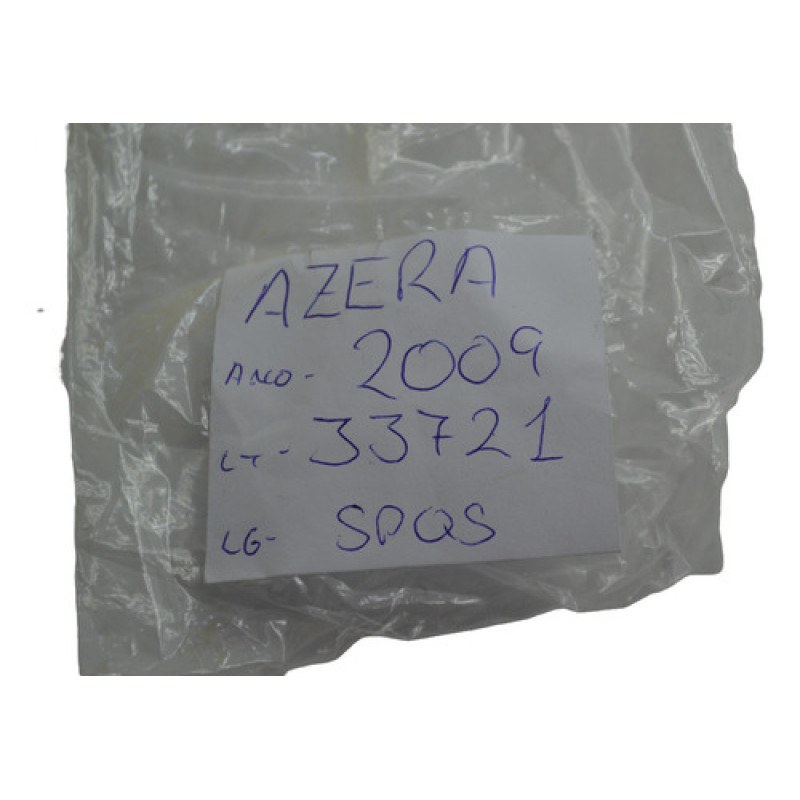 AZERA
ANO- 2009
LT- 33721
LG- SPQS